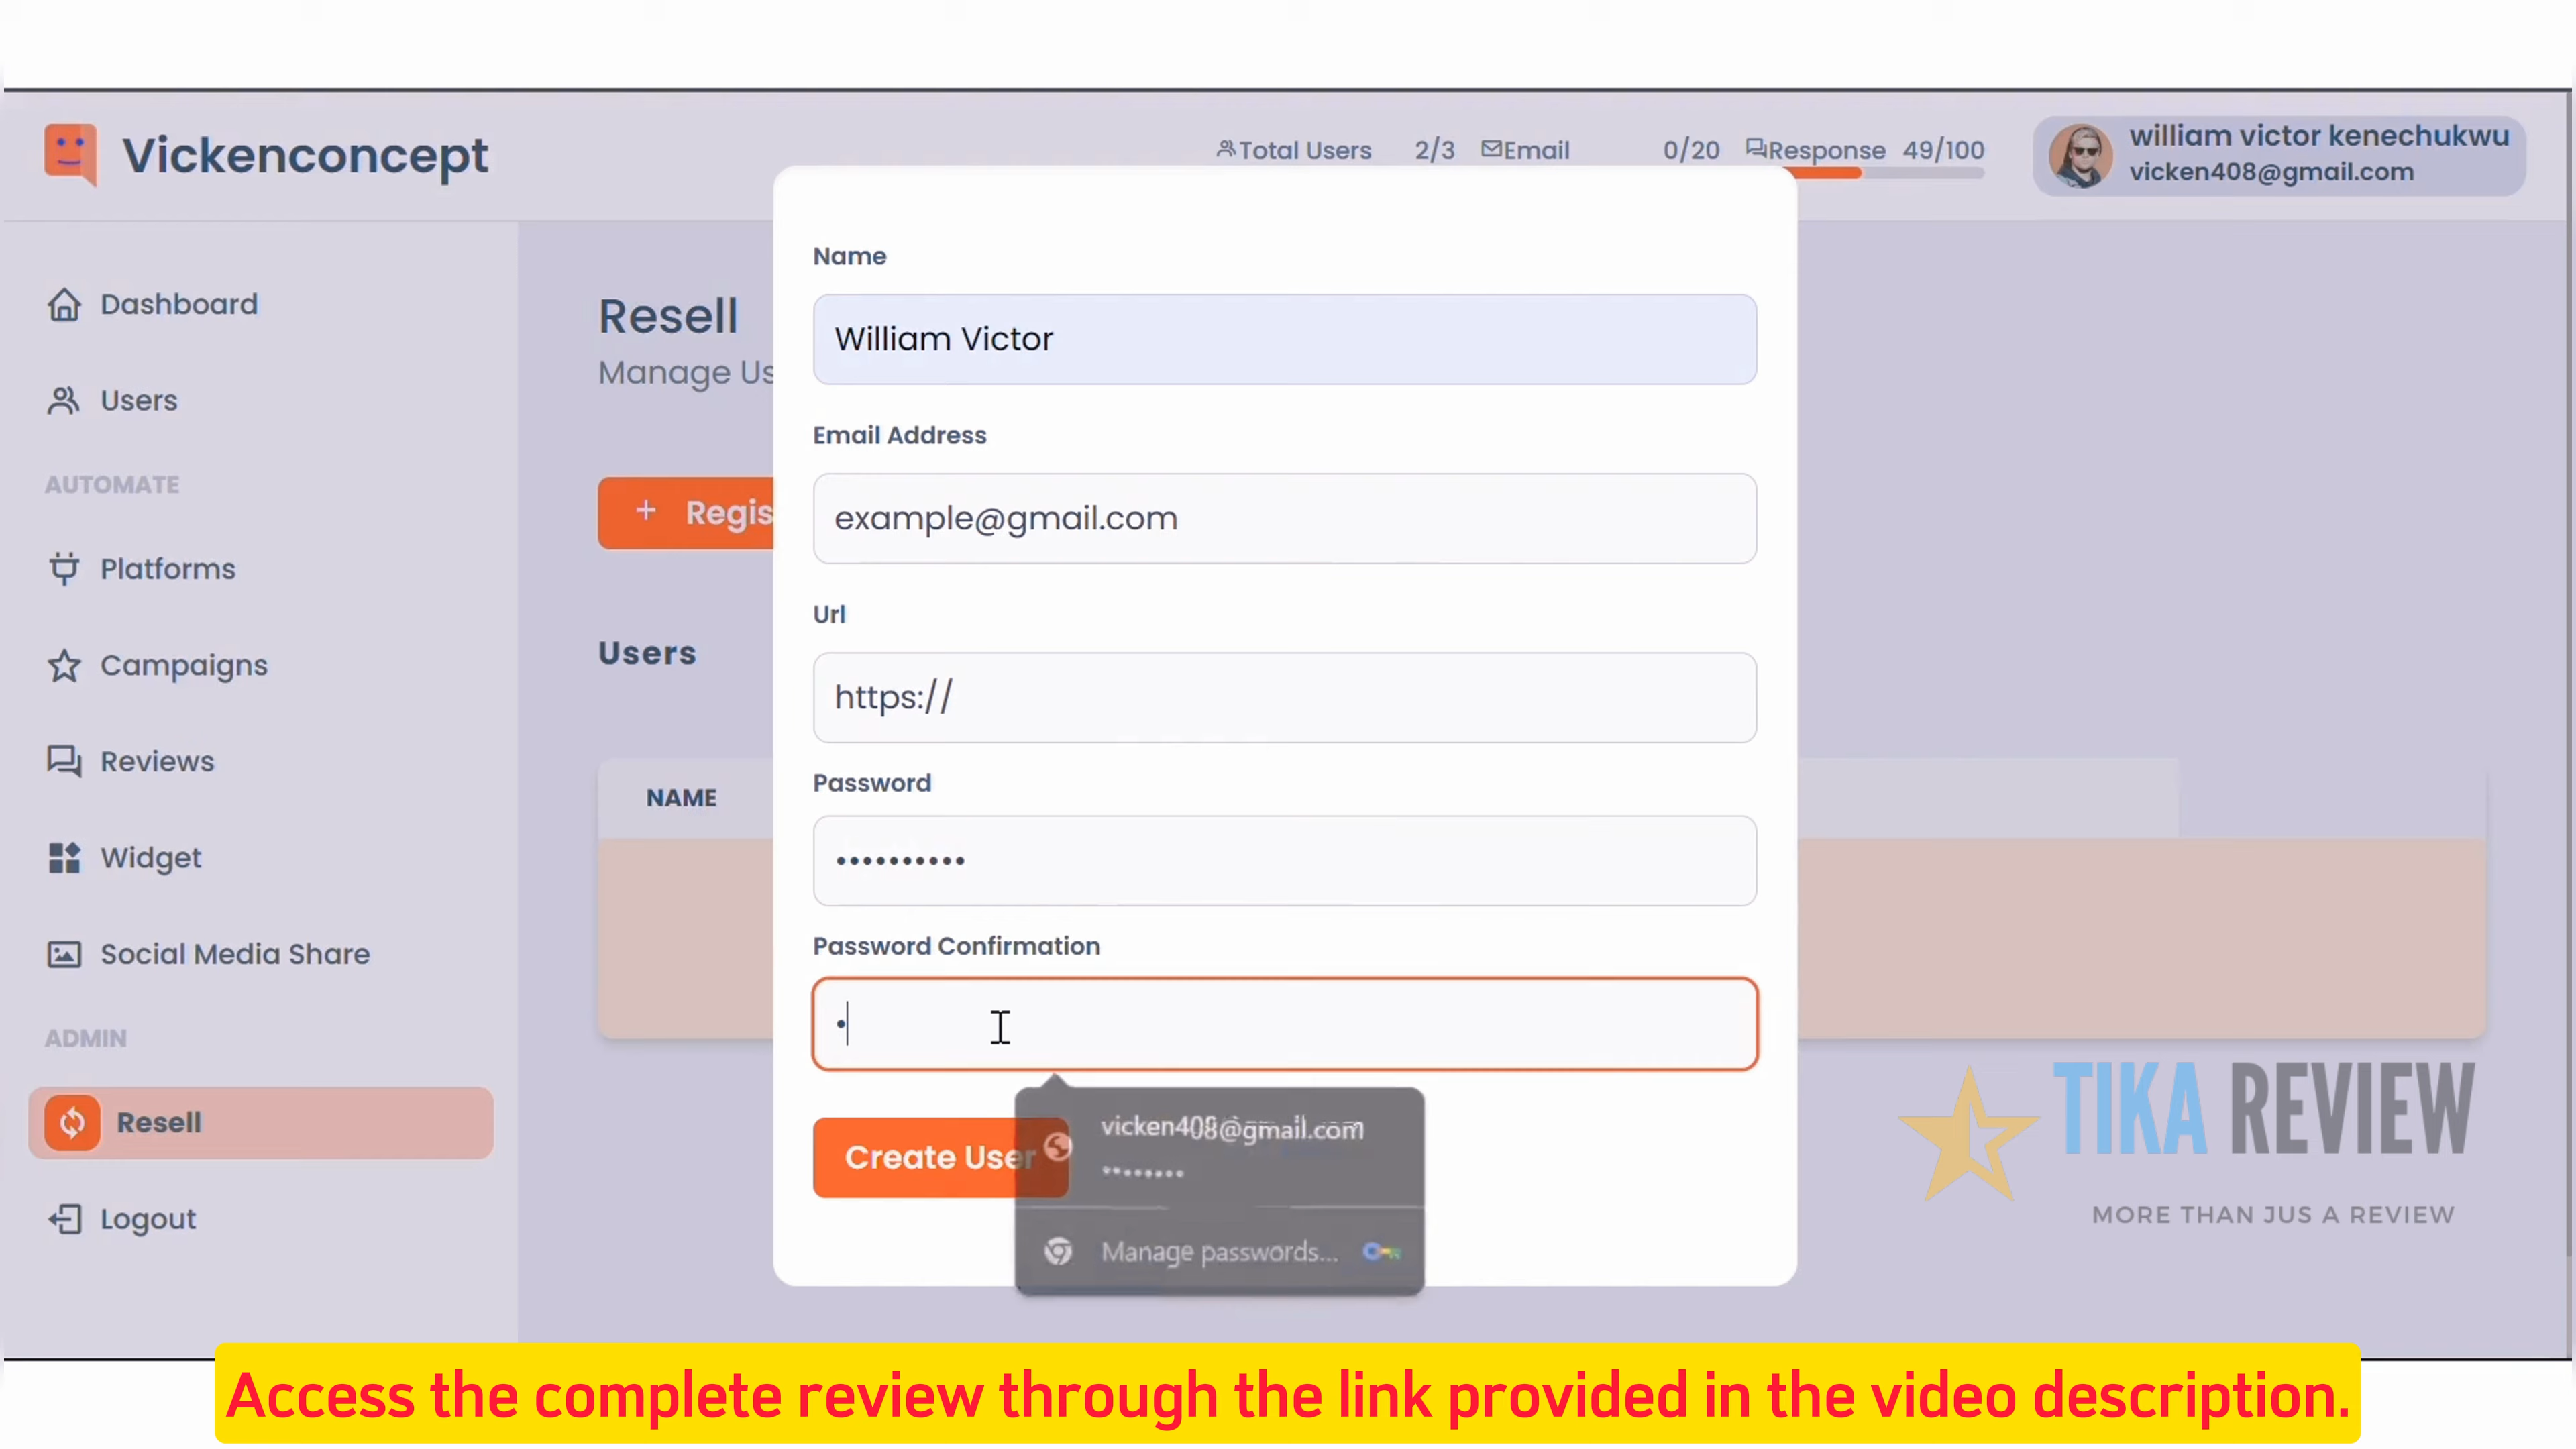 Vickenconcept
Total Users 2/3 Email 0/20 Response 49/100
william victor kenechukwu
vicken408@gmail.com
Dashboard
Users
AUTOMATE
Platforms
Campaigns
Reviews
Widget
Social Media Share
ADMIN
Resell
Logout
Resell
Manage Us
+ Regis
Users
NAME
Name
William Victor
Email Address
example@gmail.com
Url
https://
Password
••••••••••
Password Confirmation
•
Create User
vicken408@gmail.com
••••••••
Manage passwords...
TIKA REVIEW
MORE THAN JUS A REVIEW
Access the complete review through the link provided in the video description.